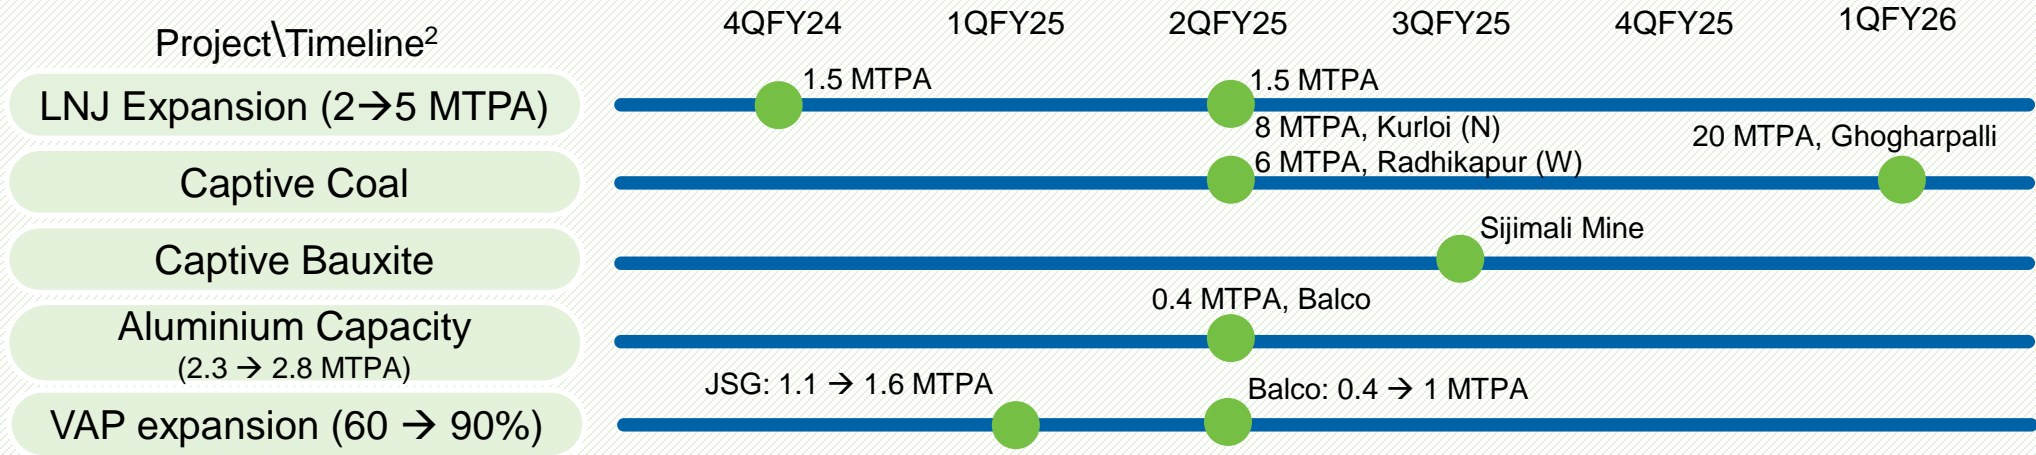 4QFY24 1QFY25 2QFY25 3QFY25 4QFY25 1QFY26
Project\Timeline²
LNJ Expansion (2→5 MTPA)
1.5 MTPA
1.5 MTPA
Captive Coal
8 MTPA, Kurloi (N)
6 MTPA, Radhikapur (W)
20 MTPA, Ghogharpalli
Captive Bauxite
Sijimali Mine
Aluminium Capacity
(2.3 → 2.8 MTPA)
0.4 MTPA, Balco
VAP expansion (60 → 90%)
JSG: 1.1 → 1.6 MTPA
Balco: 0.4 → 1 MTPA